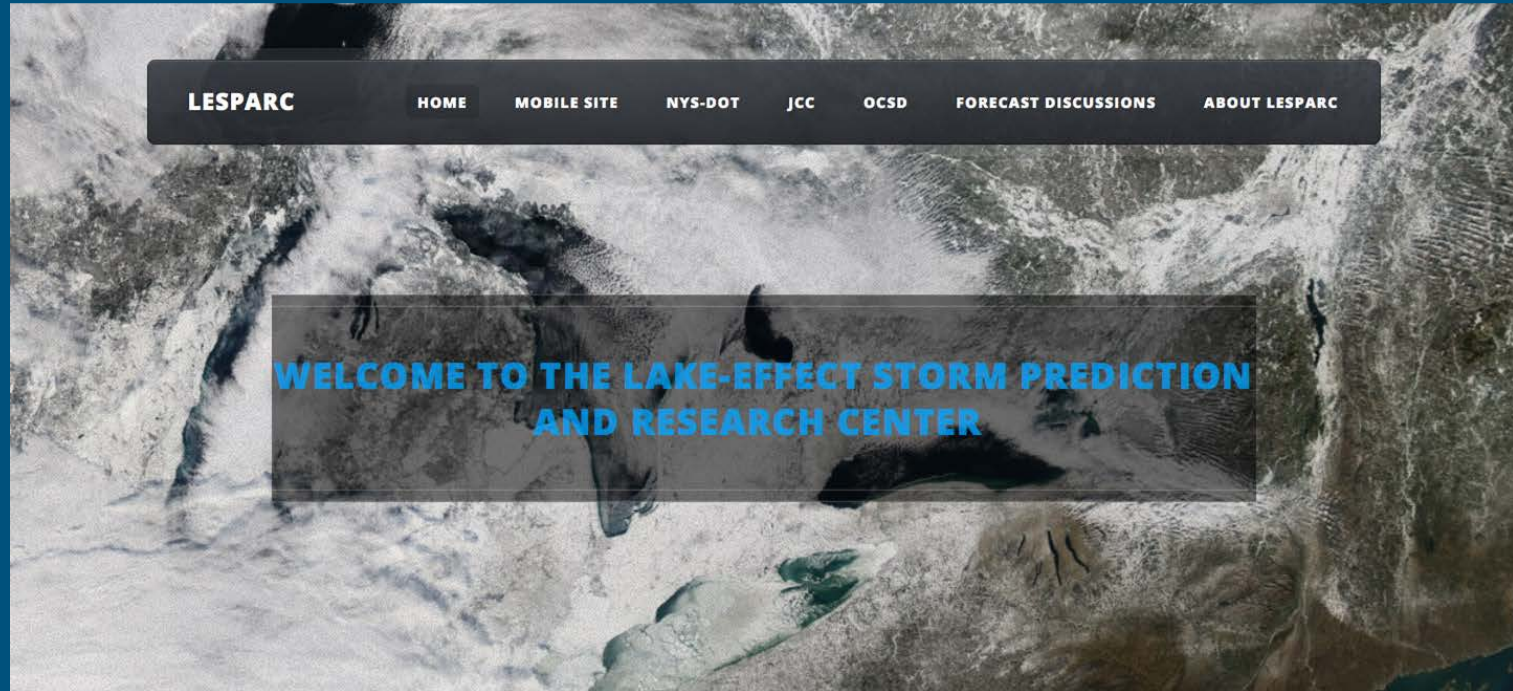 LESPARC
HOME
MOBILE SITE
NYS-DOT
JCC
OCSD
FORECAST DISCUSSIONS
ABOUT LESPARC
WELCOME TO THE LAKE-EFFECT STORM PREDICTION
AND RESEARCH CENTER